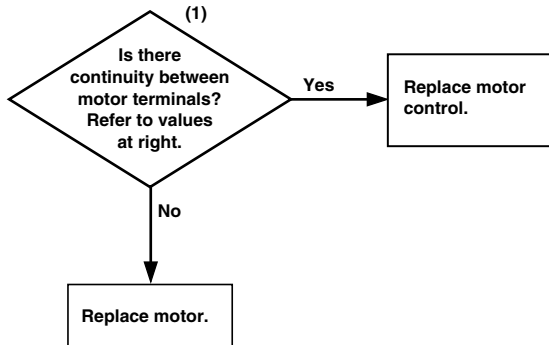 (1)
Is there
continuity between
motor terminals?
Refer to values
at right.
Yes
Replace motor
control.
No
Replace motor.